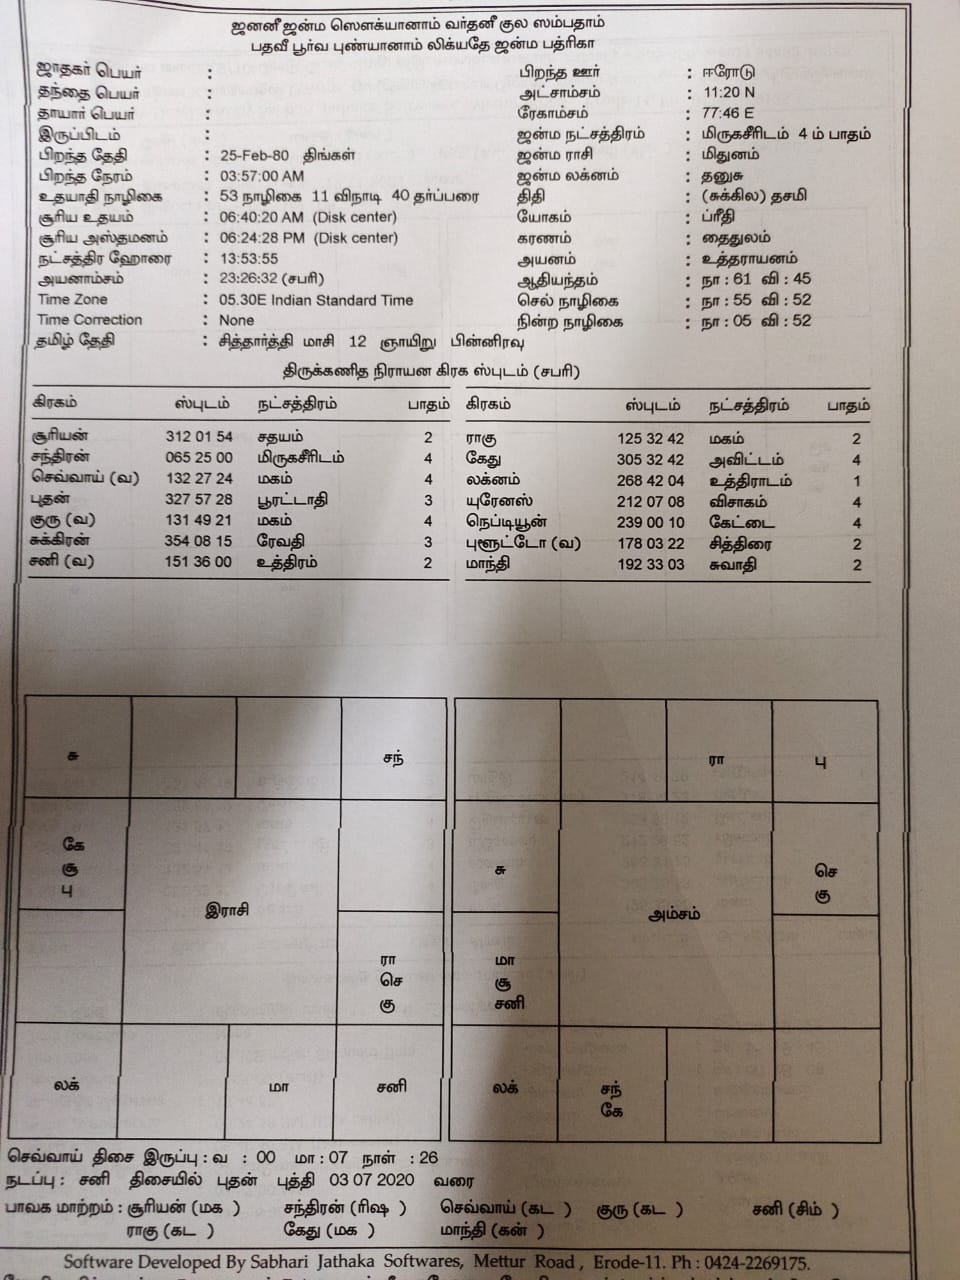 ஜனனீ ஜன்ம ஸௌக்யானாம் வர்தனீ குல ஸம்பதாம்
பதவீ பூர்வ புண்யானாம் லிக்யதே ஜன்ம பத்ரிகா
ஜாதகர் பெயர் :
தந்தை பெயர் :
தாயார் பெயர் :
இருப்பிடம் :
பிறந்த தேதி : 25-Feb-80 திங்கள்
பிறந்த நேரம் : 03:57:00 AM
உதயாதி நாழிகை : 53 நாழிகை 11 விநாடி 40 தர்ப்பரை
சூரிய உதயம் : 06:40:20 AM (Disk center)
சூரிய அஸ்தமனம் : 06:24:28 PM (Disk center)
நட்சத்திர ஹோரை : 13:53:55
அயனாம்சம் : 23:26:32 (சபரி)
Time Zone : 05.30E Indian Standard Time
Time Correction : None
தமிழ் தேதி : சித்தார்த்தி மாசி 12 ஞாயிறு பின்னிரவு
பிறந்த ஊர் : ஈரோடு
அட்சாம்சம் : 11:20 N
ரேகாம்சம் : 77:46 E
ஜன்ம நட்சத்திரம் : மிருகசீரிடம் 4 ம் பாதம்
ஜன்ம ராசி : மிதுனம்
ஜன்ம லக்னம் : தனுசு
திதி : (சுக்கில) தசமி
யோகம் : ப்ரீதி
கரணம் : தைதுலம்
அயனம் : உத்தராயனம்
ஆதியந்தம் : நா : 61 வி : 45
செல் நாழிகை : நா : 55 வி : 52
நின்ற நாழிகை : நா : 05 வி : 52
திருக்கணித நிராயன கிரக ஸ்புடம் (சபரி)
கிரகம் ஸ்புடம் நட்சத்திரம் பாதம் கிரகம் ஸ்புடம் நட்சத்திரம் பாதம்
சூரியன் 312 01 54 சதயம் 2 ராகு 125 32 42 மகம் 2
சந்திரன் 065 25 00 மிருகசீரிடம் 4 கேது 305 32 42 அவிட்டம் 4
செவ்வாய் (வ) 132 27 24 மகம் 4 லக்னம் 268 42 04 உத்திராடம் 1
புதன் 327 57 28 பூரட்டாதி 3 யுரேனஸ் 212 07 08 விசாகம் 4
குரு (வ) 131 49 21 மகம் 4 நெப்டியூன் 239 00 10 கேட்டை 4
சுக்கிரன் 354 08 15 ரேவதி 3 புளூட்டோ (வ) 178 03 22 சித்திரை 2
சனி (வ) 151 36 00 உத்திரம் 2 மாந்தி 192 33 03 சுவாதி 2
சு சந்
கே
சூ
பு
இராசி
ரா
செ
கு
லக் மா சனி
ரா பு
சு
செ
கு
அம்சம்
மா
சூ
சனி
லக் சந்
கே
செவ்வாய் திசை இருப்பு : வ : 00 மா : 07 நாள் : 26
நடப்பு : சனி திசையில் புதன் புத்தி 03 07 2020 வரை
பாவக மாற்றம் : சூரியன் (மக ) சந்திரன் (ரிஷ ) செவ்வாய் (கட ) குரு (கட ) சனி (சிம் )
ராகு (கட ) கேது (மக ) மாந்தி (கன் )
Software Developed By Sabhari Jathaka Softwares, Mettur Road , Erode-11. Ph : 0424-2269175.